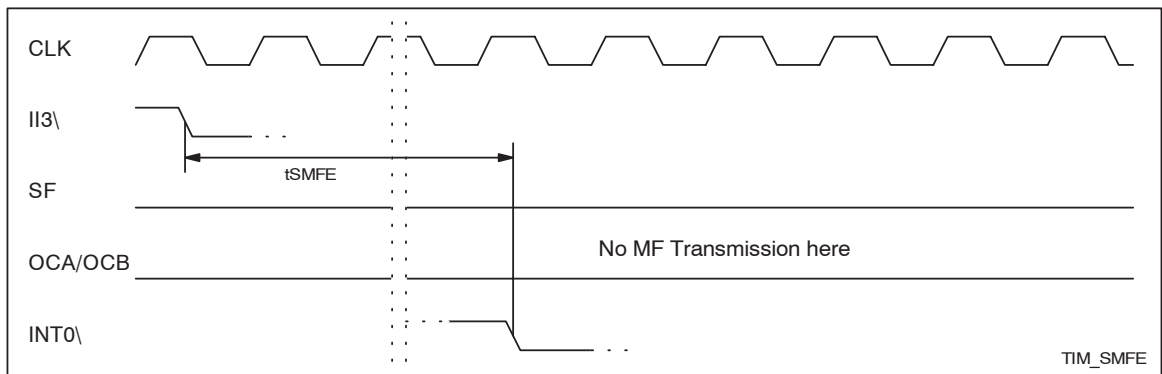 CLK
II3\
tSMFE
SF
No MF Transmission here
OCA/OCB
INT0\
TIM_SMFE